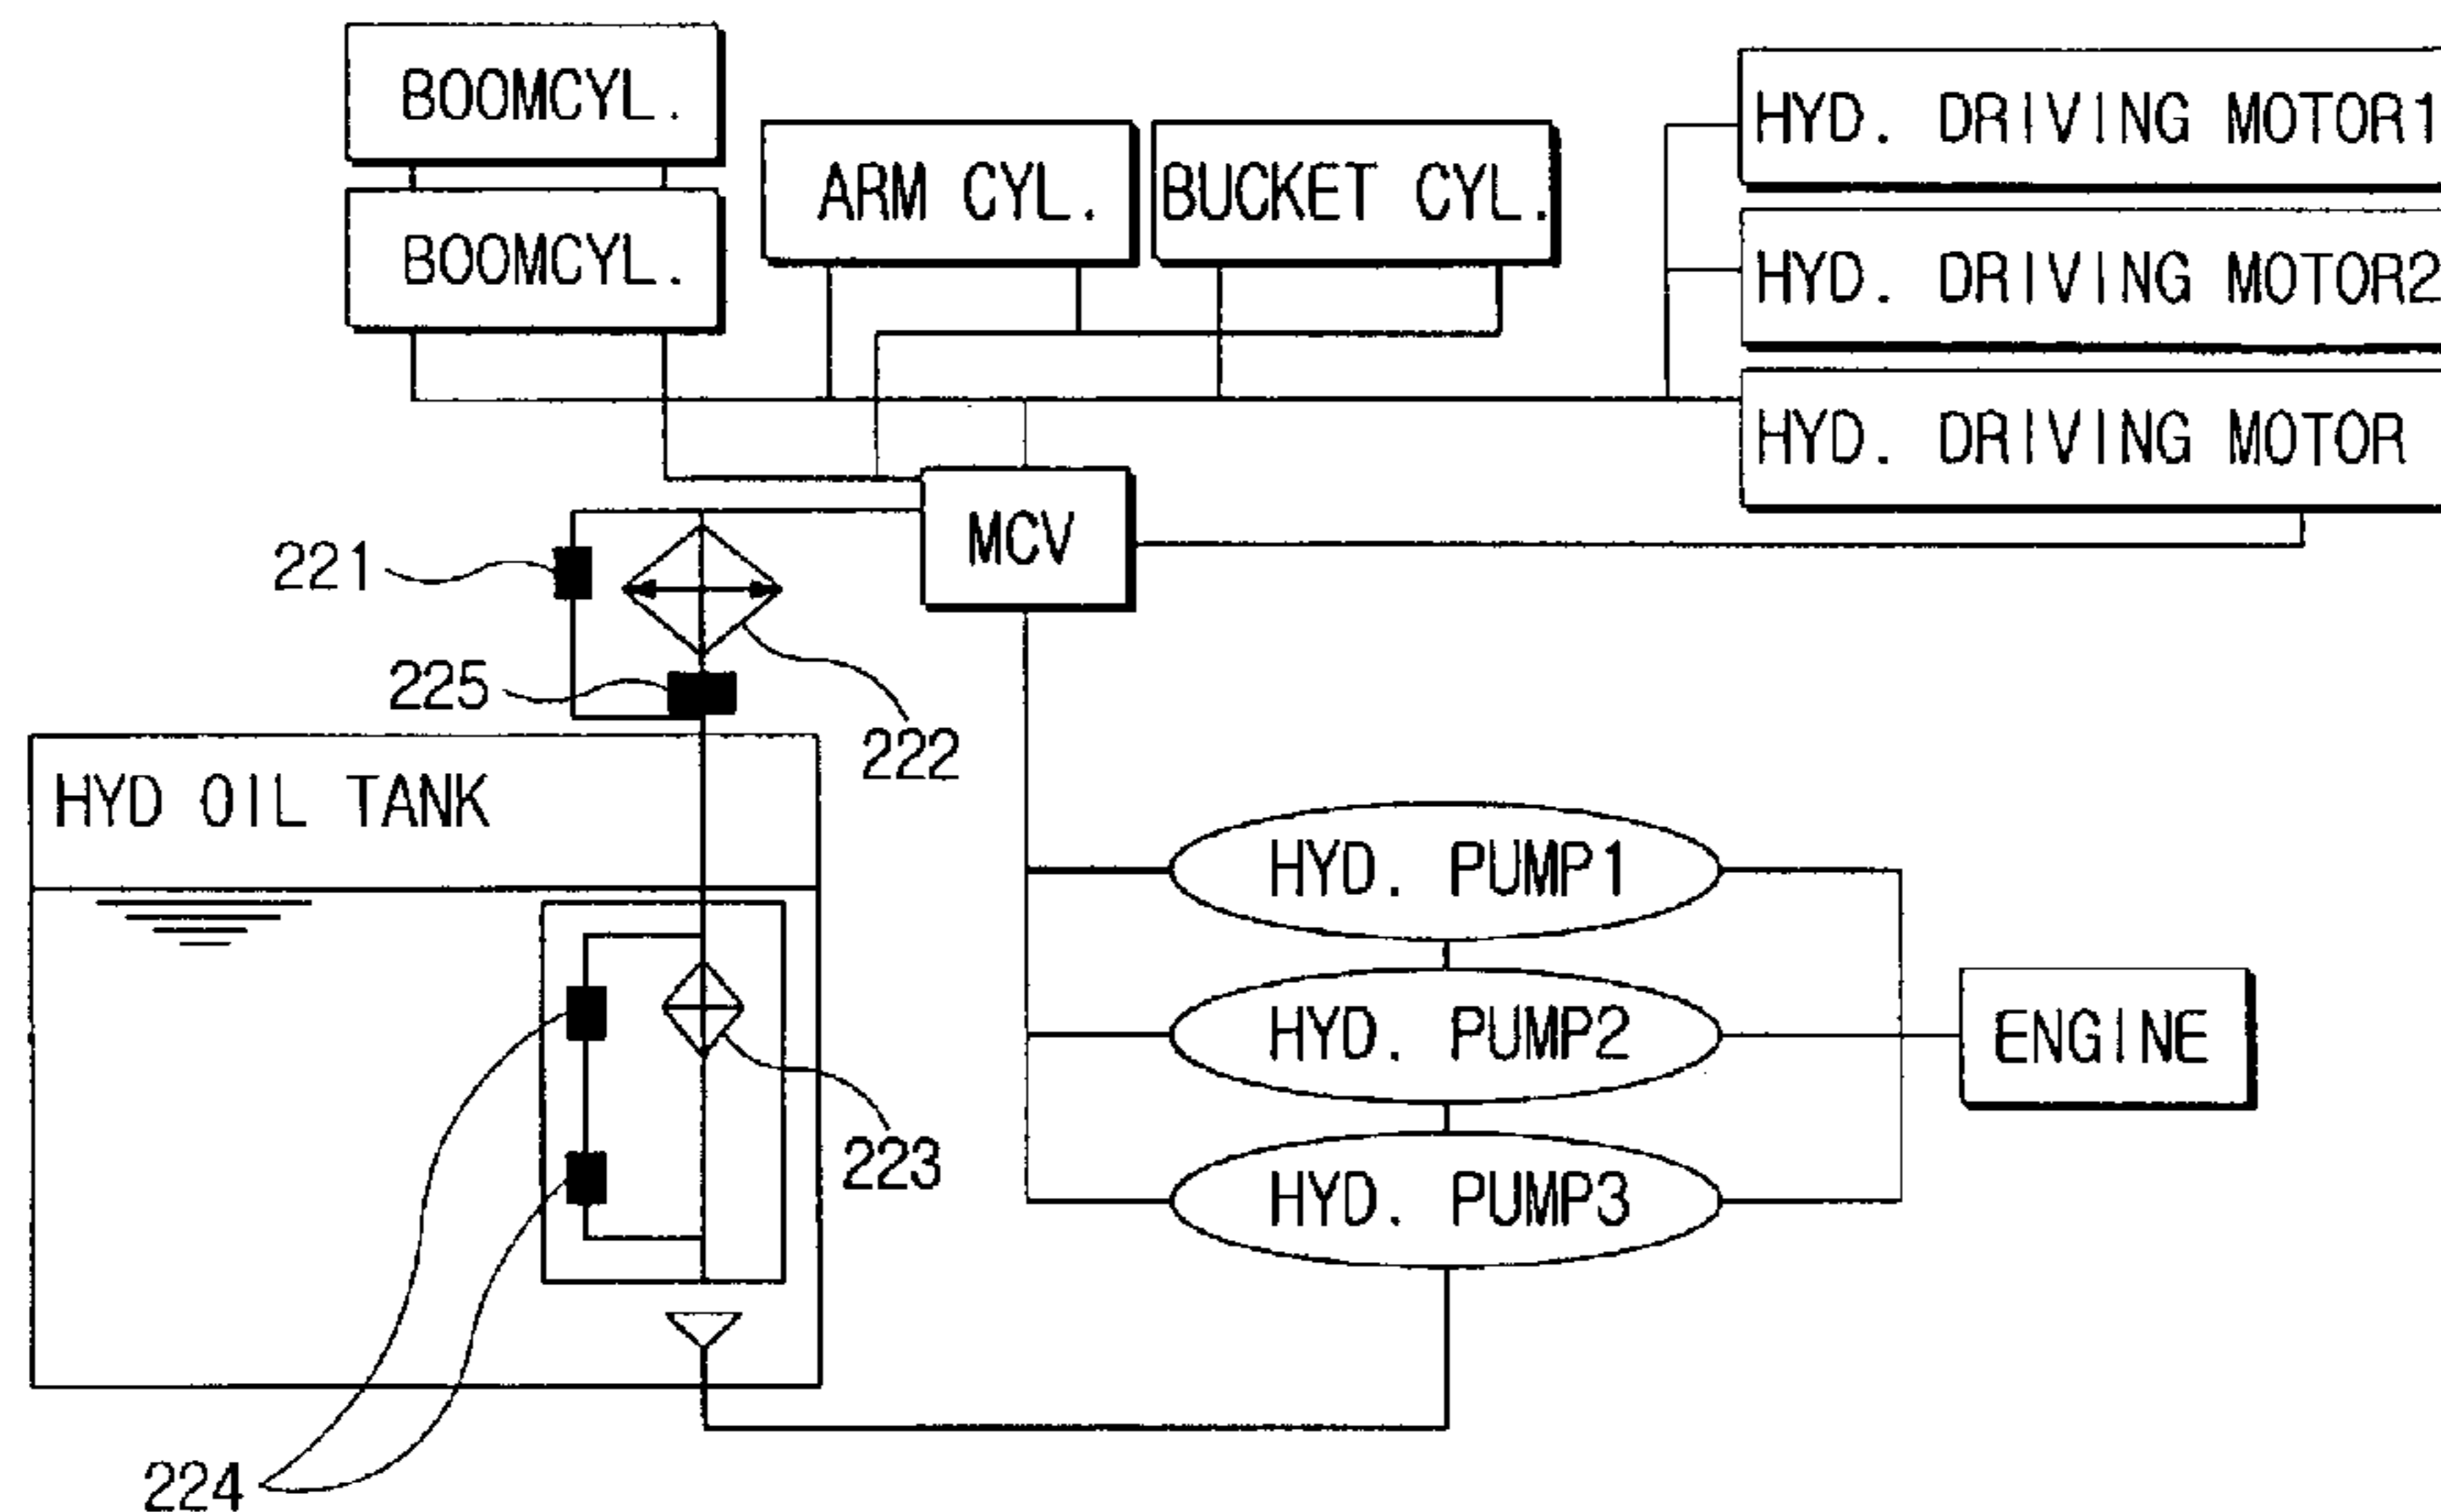 BOOMCYL.
BOOMCYL.
ARM CYL.
BUCKET CYL.
HYD. DRIVING MOTOR1
HYD. DRIVING MOTOR2
HYD. DRIVING MOTOR
MCV
221
225
222
HYD OIL TANK
HYD. PUMP1
HYD. PUMP2
HYD. PUMP3
ENGINE
223
224